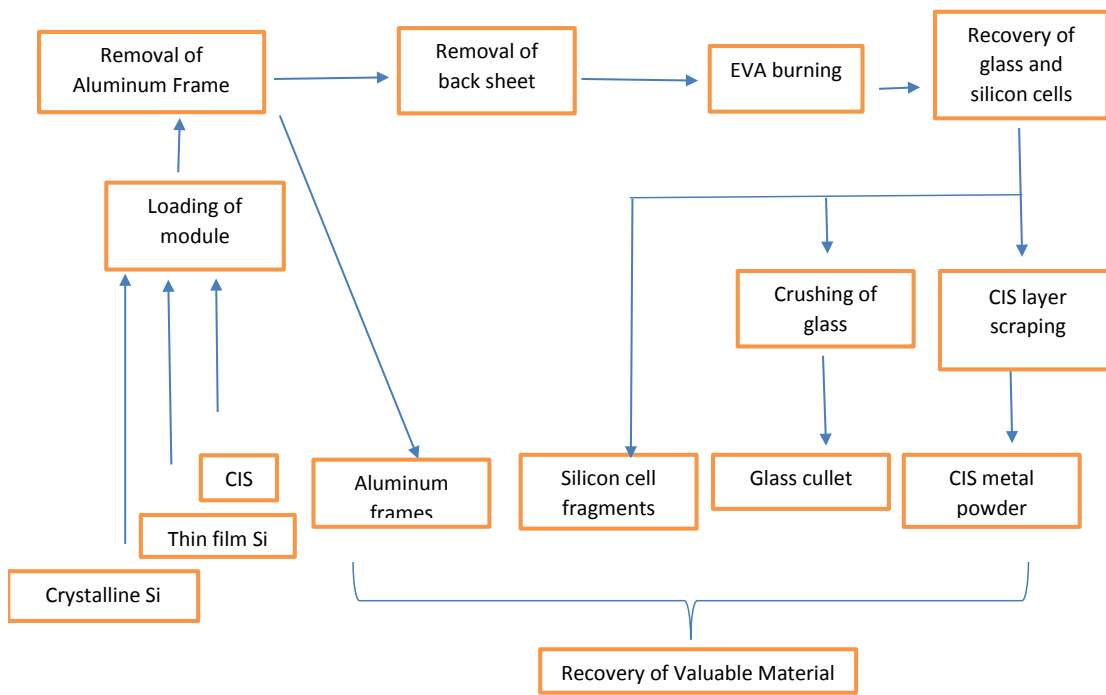 Removal of
Aluminum Frame
Removal of
back sheet
EVA burning
Recovery of
glass and
silicon cells
Loading of
module
Crushing of
glass
CIS layer
scraping
CIS
Thin film Si
Crystalline Si
Aluminum
frames
Silicon cell
fragments
Glass cullet
CIS metal
powder
Recovery of Valuable Material